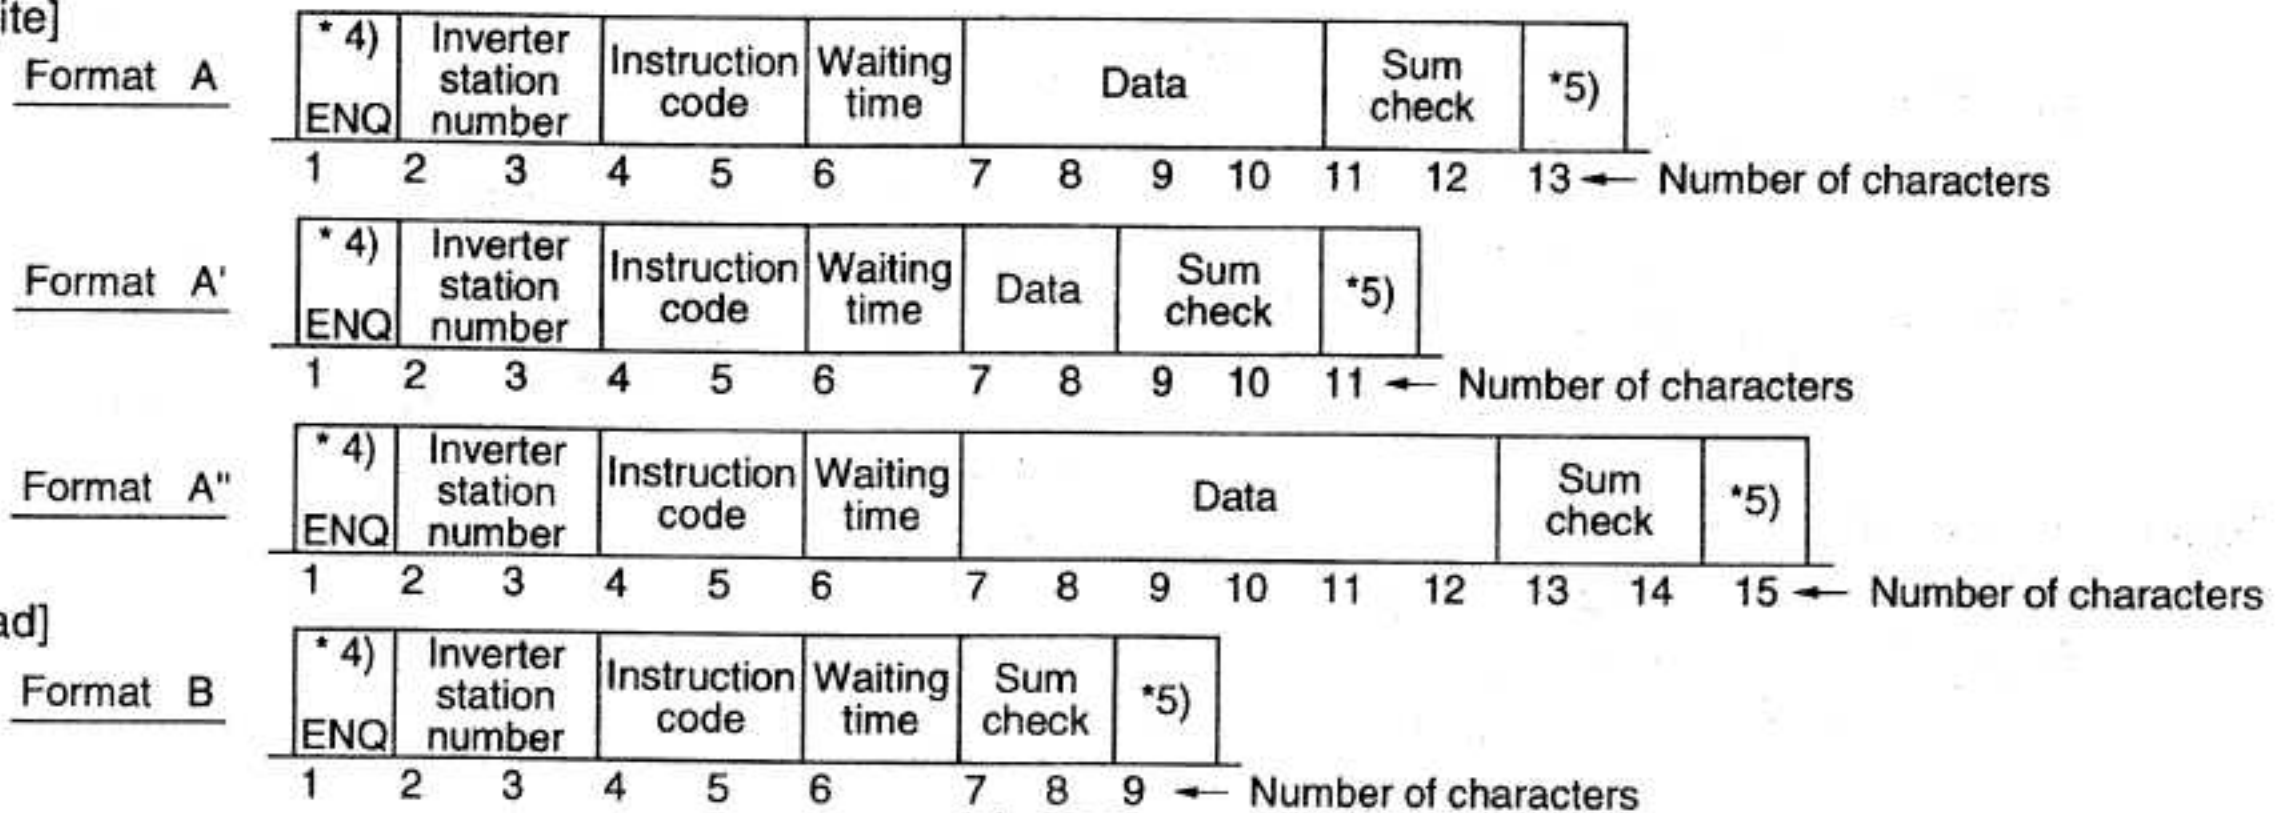 ite]
Format A
* 4) ENQ
Inverter station number
Instruction code
Waiting time
Data
Sum check
*5)
1 2 3 4 5 6 7 8 9 10 11 12 13 ← Number of characters
Format A'
* 4) ENQ
Inverter station number
Instruction code
Waiting time
Data
Sum check
*5)
1 2 3 4 5 6 7 8 9 10 11 ← Number of characters
Format A"
* 4) ENQ
Inverter station number
Instruction code
Waiting time
Data
Sum check
*5)
1 2 3 4 5 6 7 8 9 10 11 12 13 14 15 ← Number of characters
ad]
Format B
* 4) ENQ
Inverter station number
Instruction code
Waiting time
Sum check
*5)
1 2 3 4 5 6 7 8 9 ← Number of characters